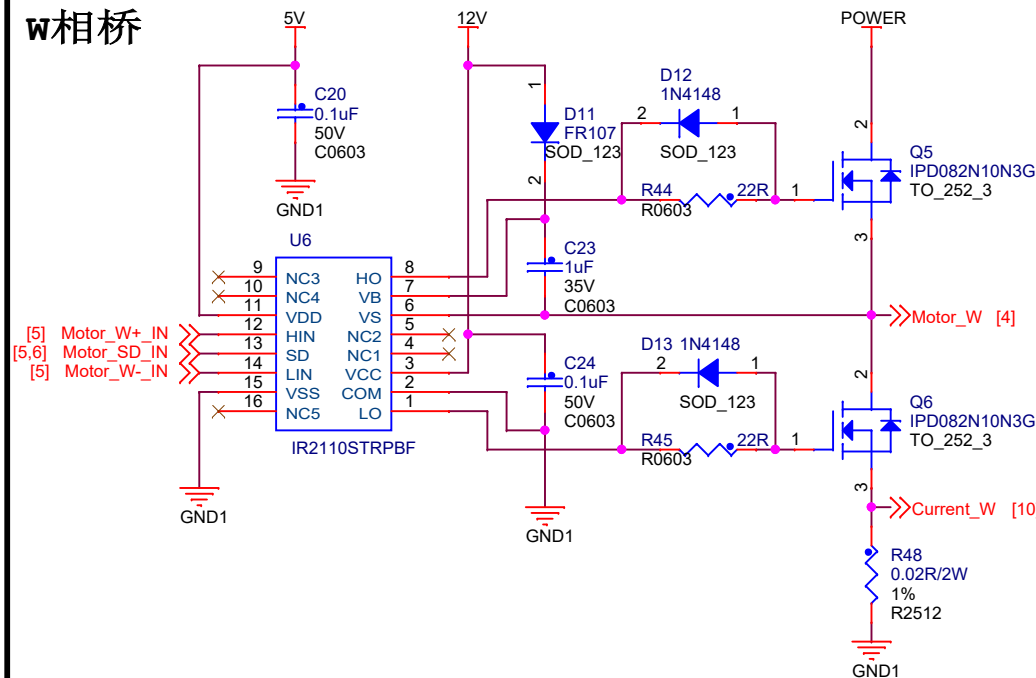 W相桥
5V
12V
POWER
C20
0.1uF
50V
C0603
GND1
1
D11
FR107
SOD_123
2
D12
1N4148
2
1
SOD_123
R44
22R
R0603
1
2
Q5
IPD082N10N3G
TO_252_3
3
C23
1uF
35V
C0603
U6
9 NC3 HO 8
10 NC4 VB 7
11 VDD VS 6
12 HIN NC2 5
13 SD NC1 4
14 LIN VCC 3
15 VSS COM 2
16 NC5 LO 1
IR2110STRPBF
[5] Motor_W+_IN
[5,6] Motor_SD_IN
[5] Motor_W-_IN
GND1
Motor_W [4]
C24
0.1uF
50V
C0603
GND1
D13 1N4148
2
1
SOD_123
R45
22R
R0603
1
2
Q6
IPD082N10N3G
TO_252_3
3
Current_W [10
R48
0.02R/2W
1%
R2512
GND1